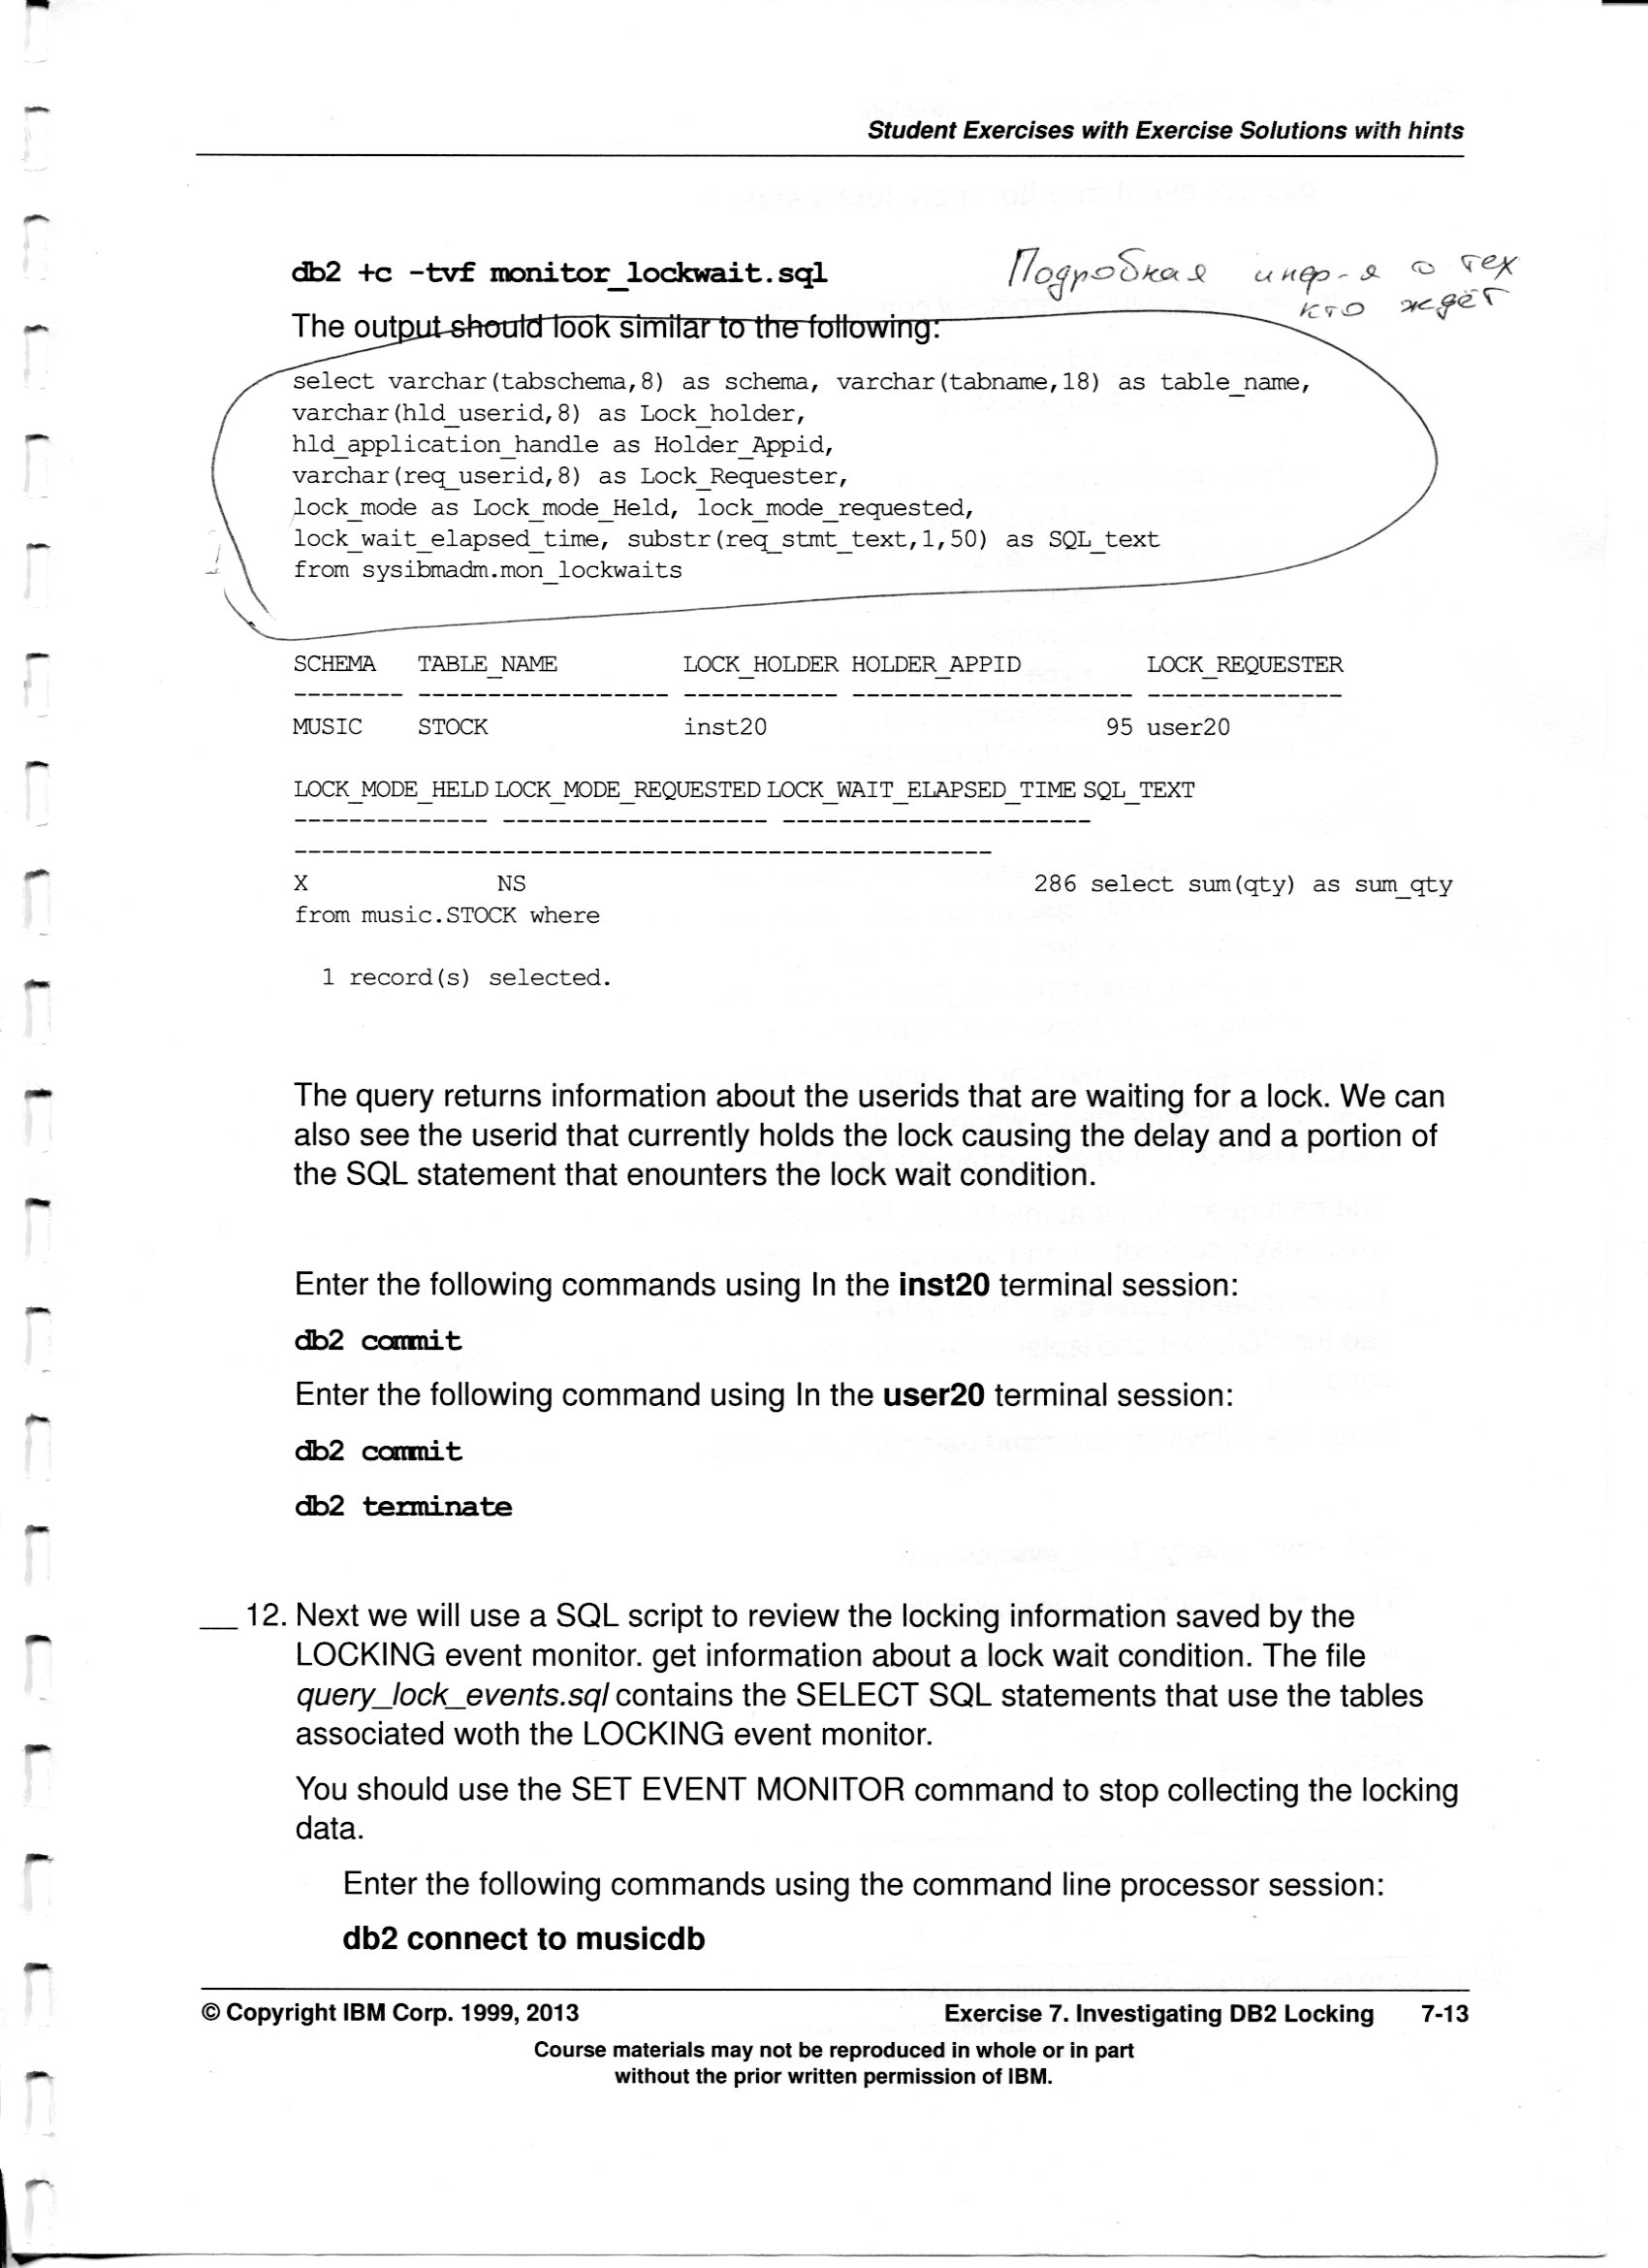 Student Exercises with Exercise Solutions with hints
db2 +c -tvf monitor_lockwait.sql
Подробная инфр-я о тех
кто ждёт
The output should look similar to the following:
select varchar(tabschema,8) as schema, varchar(tabname,18) as table_name,
varchar(hld_userid,8) as Lock_holder,
hld_application_handle as Holder_Appid,
varchar(req_userid,8) as Lock_Requester,
lock_mode as Lock_mode_Held, lock_mode_requested,
lock_wait_elapsed_time, substr(req_stmt_text,1,50) as SQL_text
from sysibmadm.mon_lockwaits
SCHEMA TABLE_NAME LOCK_HOLDER HOLDER_APPID LOCK_REQUESTER
-------- ------------------ ----------- -------------------- --------------
MUSIC STOCK inst20 95 user20
LOCK_MODE_HELD LOCK_MODE_REQUESTED LOCK_WAIT_ELAPSED_TIME SQL_TEXT
-------------- ------------------- ----------------------
--------------------------------------------------
X NS 286 select sum(qty) as sum_qty
from music.STOCK where
1 record(s) selected.
The query returns information about the userids that are waiting for a lock. We can
also see the userid that currently holds the lock causing the delay and a portion of
the SQL statement that enounters the lock wait condition.
Enter the following commands using In the inst20 terminal session:
db2 commit
Enter the following command using In the user20 terminal session:
db2 commit
db2 terminate
__ 12. Next we will use a SQL script to review the locking information saved by the
LOCKING event monitor. get information about a lock wait condition. The file
query_lock_events.sql contains the SELECT SQL statements that use the tables
associated woth the LOCKING event monitor.
You should use the SET EVENT MONITOR command to stop collecting the locking
data.
Enter the following commands using the command line processor session:
db2 connect to musicdb
© Copyright IBM Corp. 1999, 2013 Exercise 7. Investigating DB2 Locking 7-13
Course materials may not be reproduced in whole or in part
without the prior written permission of IBM.